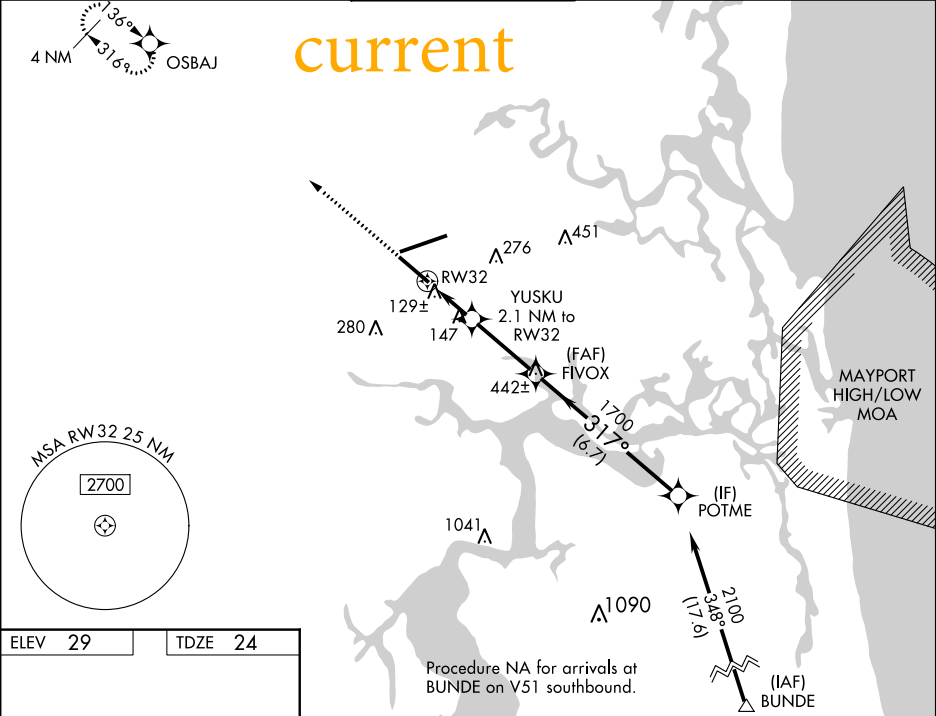 136°
4 NM
316°
OSBAJ
current
276
451
RW32
129±
280
147
YUSKU
2.1 NM to
RW32
(FAF)
FIVOX
442±
1700
317°
(6.7)
MAYPORT
HIGH/LOW
MOA
MSA RW32 25 NM
2700
(IF)
POTME
1041
1090
2100
348°
(17.6)
ELEV 29
TDZE 24
Procedure NA for arrivals at
BUNDE on V51 southbound.
(IAF)
BUNDE